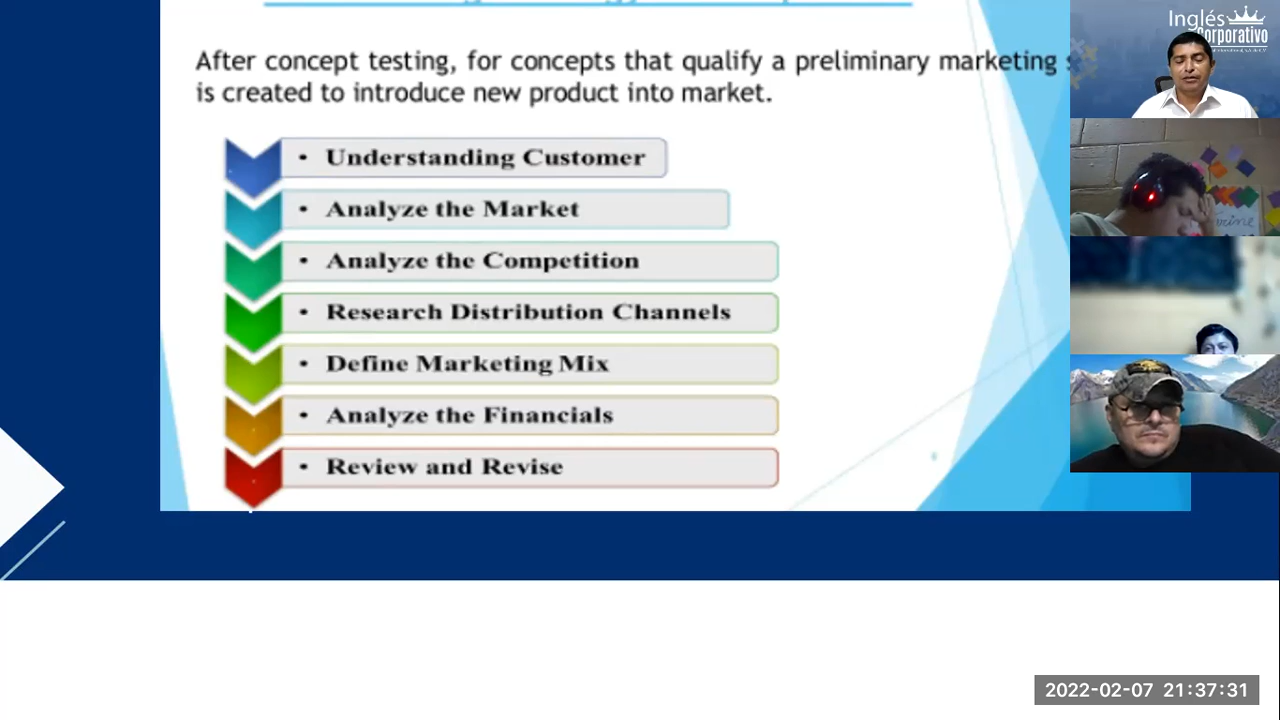 After concept testing, for concepts that qualify a preliminary marketing
is created to introduce new product into market.
• Understanding Customer
• Analyze the Market
• Analyze the Competition
• Research Distribution Channels
• Define Marketing Mix
• Analyze the Financials
• Review and Revise
Inglés
Corporativo
2022-02-07 21:37:31